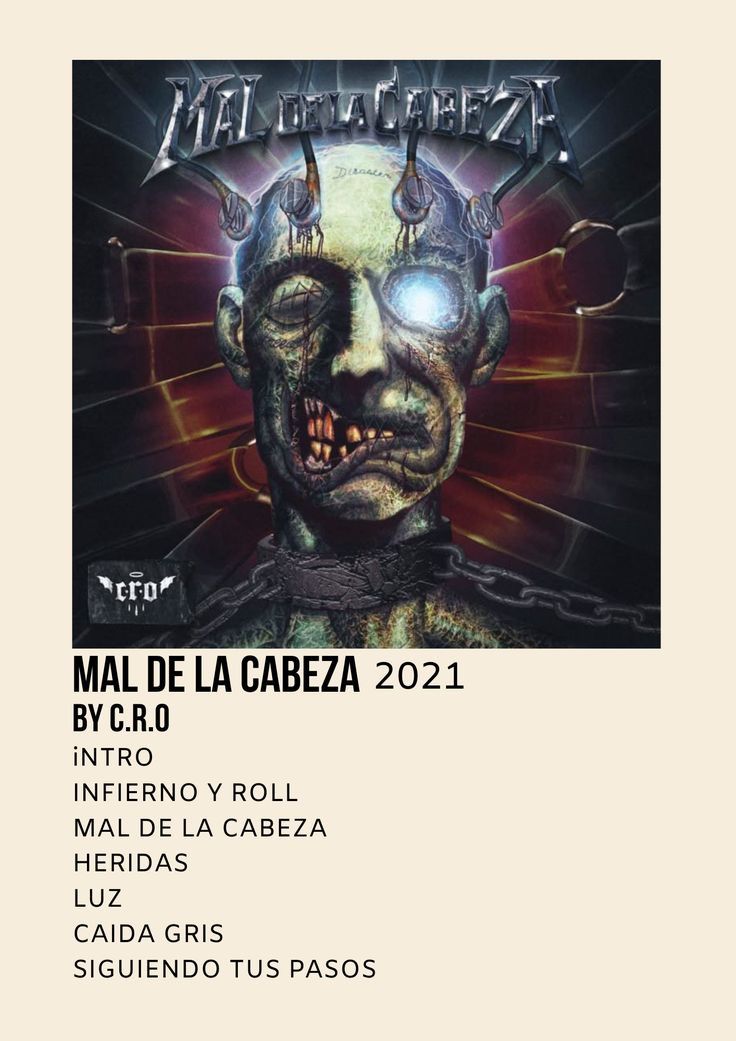 MAL DE LA CABEZA
Disaster
cro
MAL DE LA CABEZA 2021
BY C.R.O
iNTRO
INFIERNO Y ROLL
MAL DE LA CABEZA
HERIDAS
LUZ
CAIDA GRIS
SIGUIENDO TUS PASOS